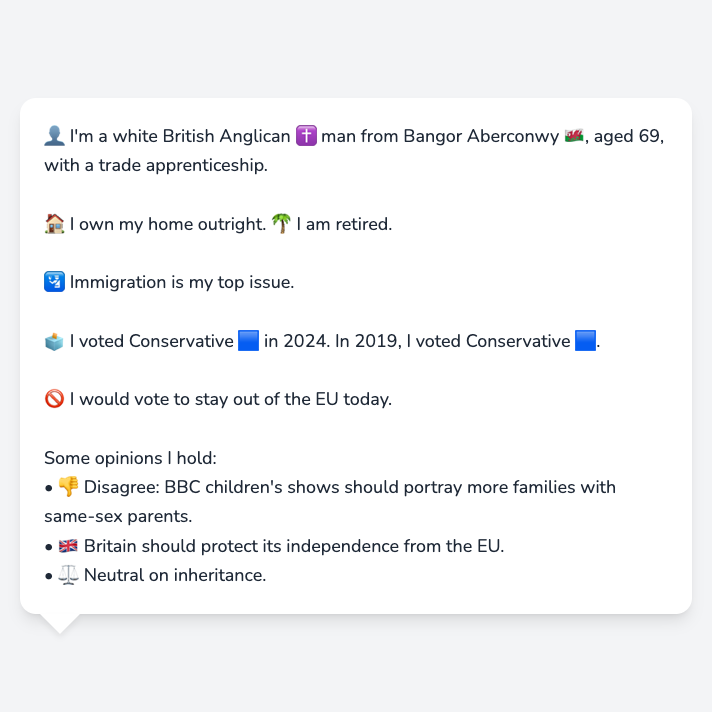 👤 I'm a white British Anglican ✝️ man from Bangor Aberconwy 🏴󠁧󠁢󠁷󠁬󠁳󠁿, aged 69,
with a trade apprenticeship.
🏠 I own my home outright. 🌴 I am retired.
🛂 Immigration is my top issue.
🗳️ I voted Conservative 🟦 in 2024. In 2019, I voted Conservative 🟦.
🚫 I would vote to stay out of the EU today.
Some opinions I hold:
• 👎 Disagree: BBC children's shows should portray more families with
same-sex parents.
• 🇬🇧 Britain should protect its independence from the EU.
• ⚖️ Neutral on inheritance.